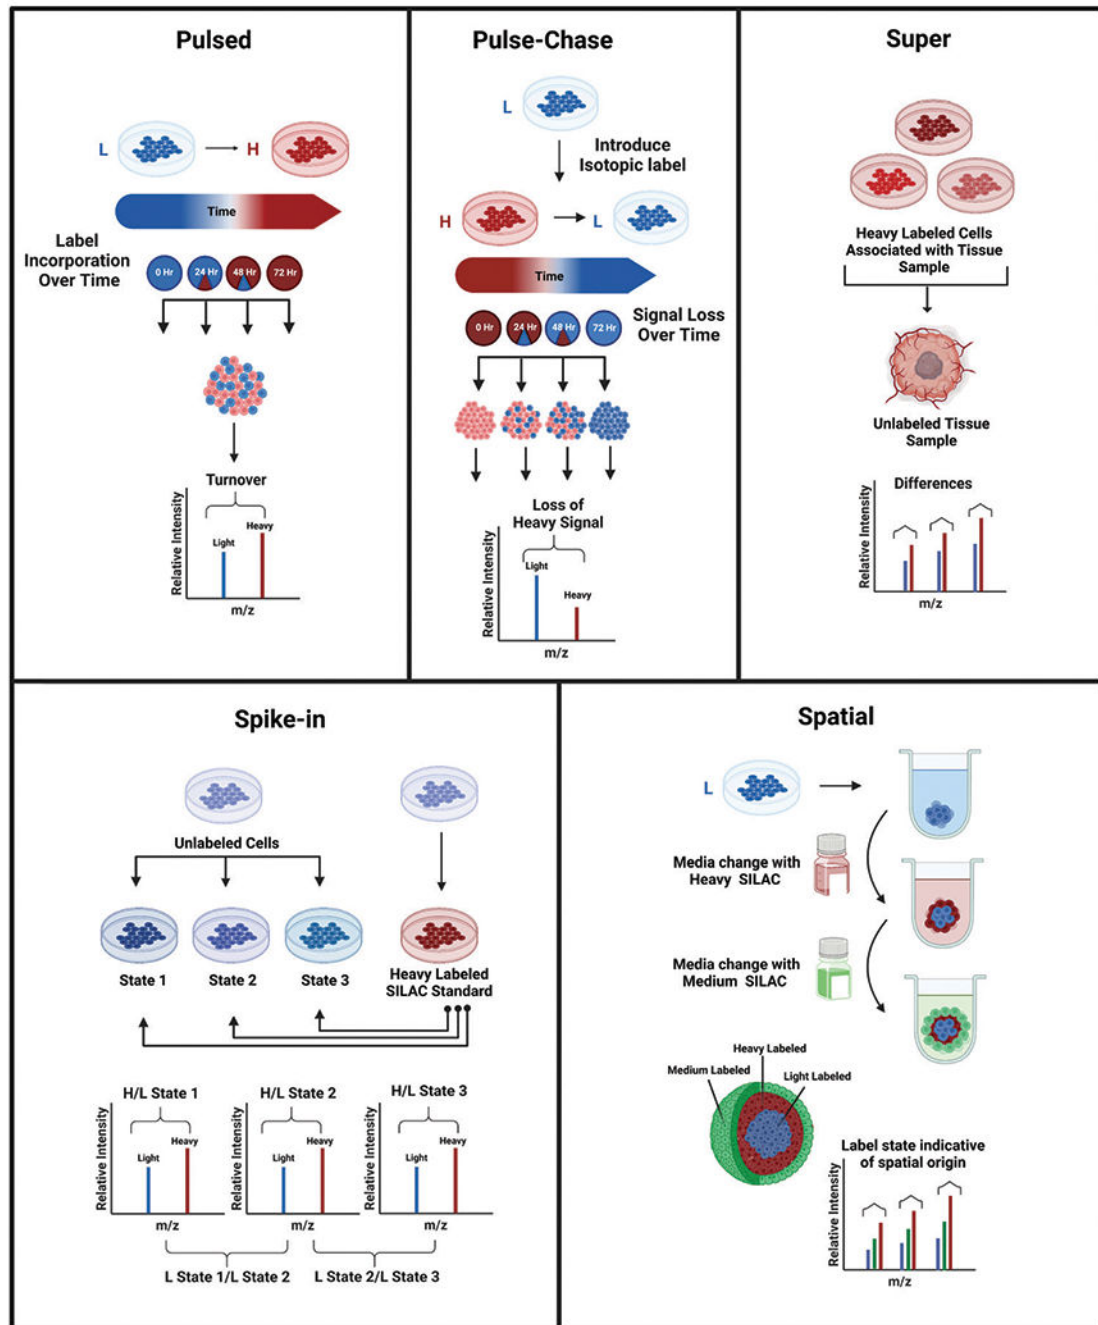 Pulsed
L
H
Time
Label
Incorporation
Over Time
0 Hr
24 Hr
48 Hr
72 Hr
Turnover
Relative Intensity
Light
Heavy
m/z
Pulse-Chase
L
Introduce
Isotopic label
H
L
Time
0 Hr
24 Hr
48 Hr
72 Hr
Signal Loss
Over Time
Loss of
Heavy Signal
Relative Intensity
Light
Heavy
m/z
Super
Heavy Labeled Cells
Associated with Tissue
Sample
Unlabeled Tissue
Sample
Differences
Relative Intensity
m/z
Spike-in
Unlabeled Cells
State 1
State 2
State 3
Heavy Labeled
SILAC Standard
H/L State 1
Relative Intensity
Light
Heavy
m/z
H/L State 2
Relative Intensity
Light
Heavy
m/z
H/L State 3
Relative Intensity
Light
Heavy
m/z
L State 1/L State 2
L State 2/L State 3
Spatial
L
Media change with
Heavy SILAC
Media change with
Medium SILAC
Heavy Labeled
Medium Labeled
Light Labeled
Label state indicative
of spatial origin
Relative Intensity
m/z